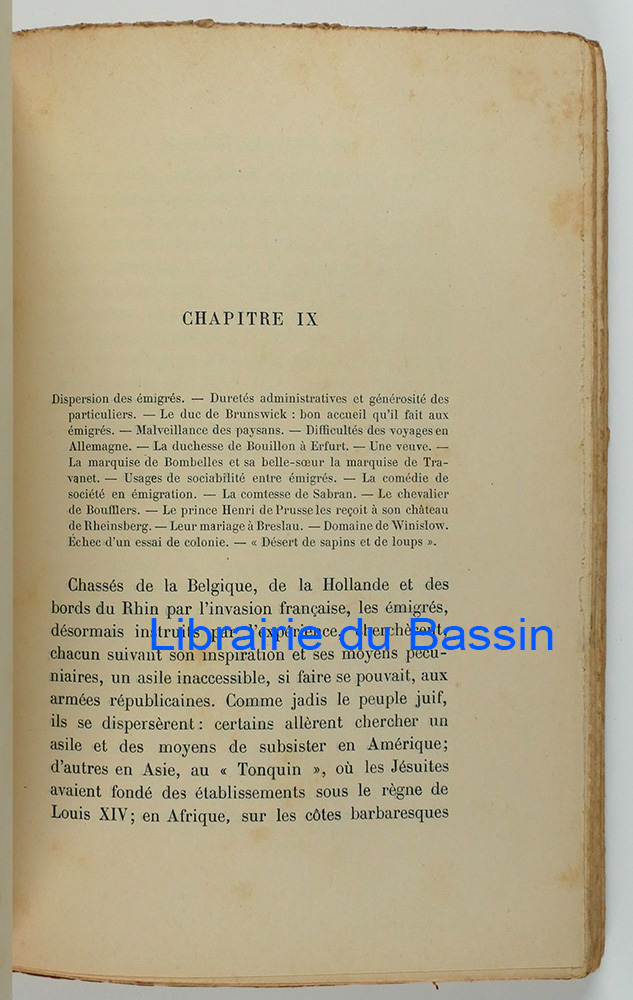 CHAPITRE IX
Dispersion des émigrés. — Duretés administratives et générosité des
particuliers. — Le duc de Brunswick : bon accueil qu'il fait aux
émigrés. — Malveillance des paysans. — Difficultés des voyages en
Allemagne. — La duchesse de Bouillon à Erfurt. — Une veuve. —
La marquise de Bombelles et sa belle-sœur la marquise de Tra-
vanet. — Usages de sociabilité entre émigrés. — La comédie de
société en émigration. — La comtesse de Sabran. — Le chevalier
de Boufflers. — Le prince Henri de Prusse les reçoit à son château
de Rheinsberg. — Leur mariage à Breslau. — Domaine de Winislow.
Échec d'un essai de colonie. — « Désert de sapins et de loups ».
Chassés de la Belgique, de la Hollande et des
bords du Rhin par l'invasion française, les émigrés,
désormais instruits par l'expérience, cherchèrent,
Librairie du Bassin
chacun suivant son inspiration et ses moyens pécu-
niaires, un asile inaccessible, si faire se pouvait, aux
armées républicaines. Comme jadis le peuple juif,
ils se dispersèrent : certains allèrent chercher un
asile et des moyens de subsister en Amérique;
d'autres en Asie, au « Tonquin », où les Jésuites
avaient fondé des établissements sous le règne de
Louis XIV; en Afrique, sur les côtes barbaresques